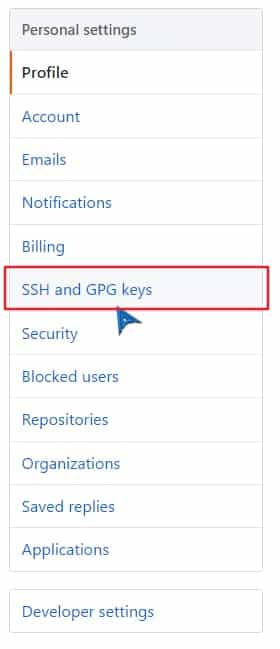 Personal settings
Profile
Account
Emails
Notifications
Billing
SSH and GPG keys
Security
Blocked users
Repositories
Organizations
Saved replies
Applications
Developer settings